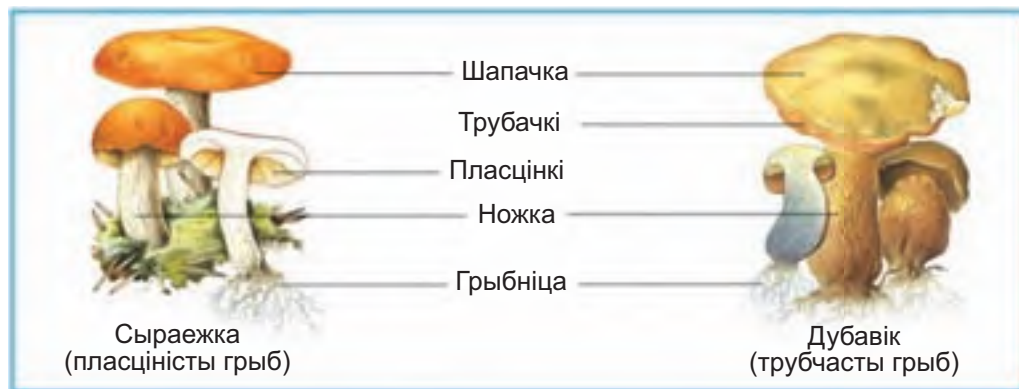 Шапачка
Трубачкі
Пласцінкі
Ножка
Грыбніца
Сыраежка
(пласціністы грыб)
Дубавік
(трубчасты грыб)